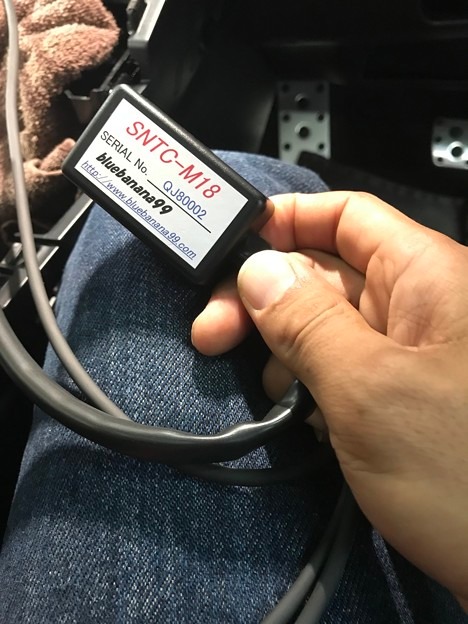 SNTC-M18
SERIAL No. QJ80002
bluebanana99
http://www.bluebanana99.com